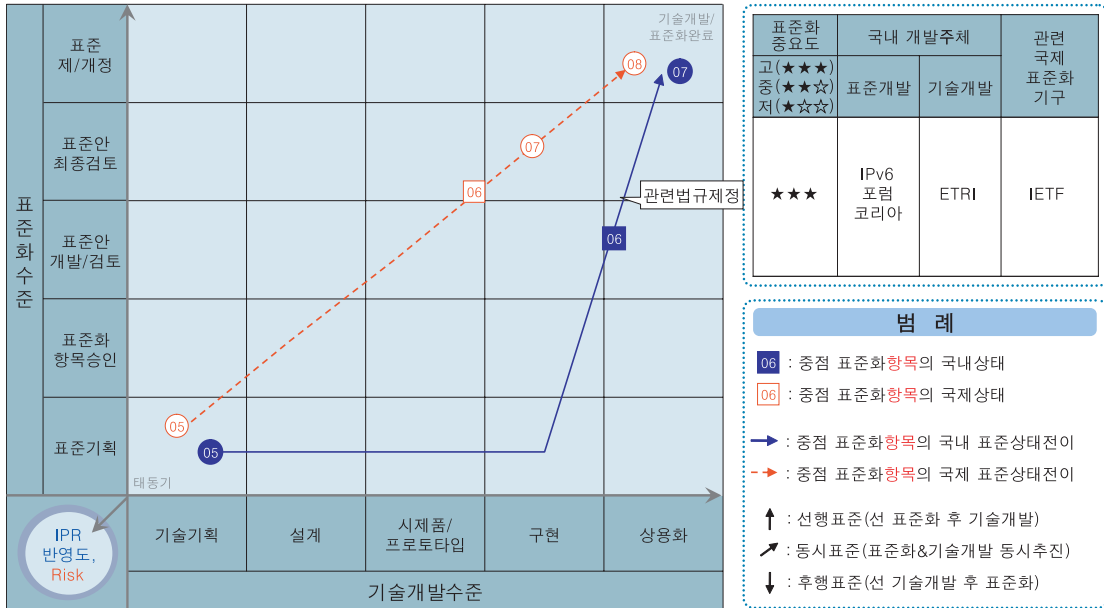 표준화수준
표준
제/개정
표준안
최종검토
표준안
개발/검토
표준화
항목승인
표준기획
기술개발/
표준화완료
08
07
07
06
관련법규제정
06
05
05
태동기
IPR
반영도,
Risk
기술기획
설계
시제품/
프로토타입
구현
상용화
기술개발수준
표준화
중요도
고(★★★)
중(★★☆)
저(★☆☆)
국내 개발주체
표준개발
기술개발
관련
국제
표준화
기구
★★★
IPv6
포럼
코리아
ETRI
IETF
범 례
06 : 중점 표준화항목의 국내상태
06 : 중점 표준화항목의 국제상태
: 중점 표준화항목의 국내 표준상태전이
: 중점 표준화항목의 국제 표준상태전이
: 선행표준(선 표준화 후 기술개발)
: 동시표준(표준화&기술개발 동시추진)
: 후행표준(선 기술개발 후 표준화)